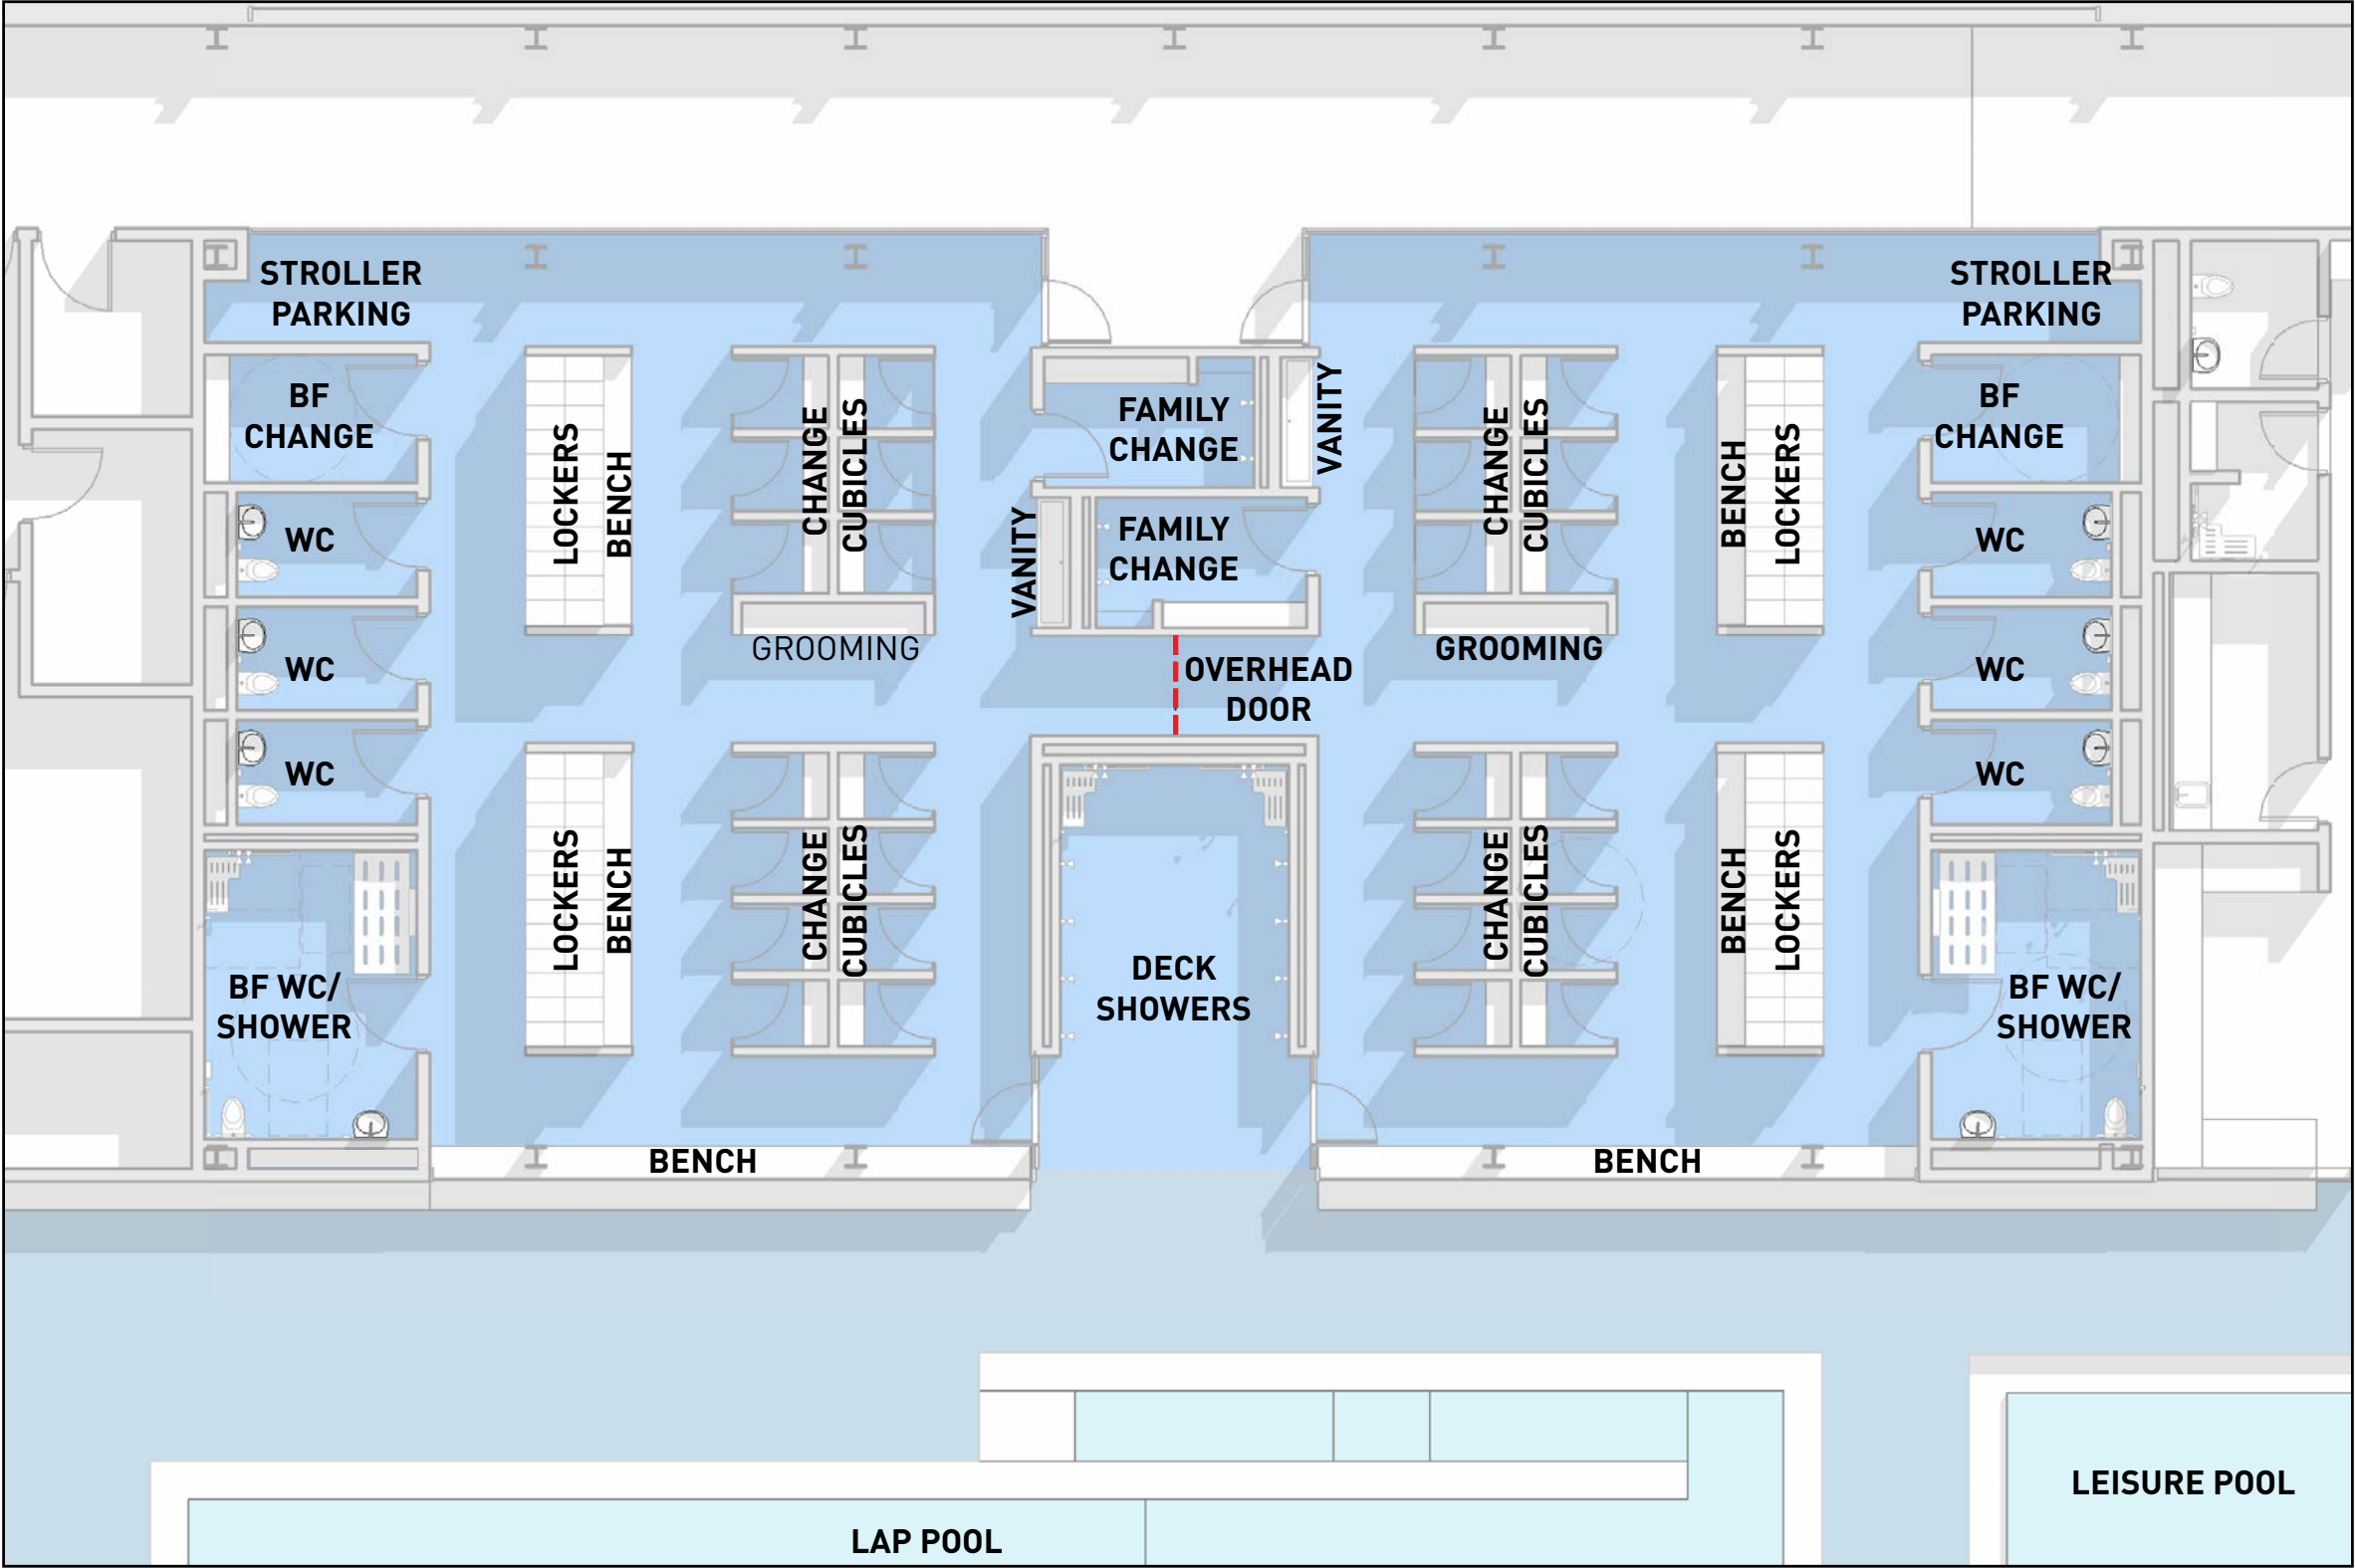 STROLLER
PARKING
STROLLER
PARKING
BF
CHANGE
LOCKERS
BENCH
CHANGE
CUBICLES
FAMILY
CHANGE
VANITY
CHANGE
CUBICLES
BENCH
LOCKERS
BF
CHANGE
WC
VANITY
FAMILY
CHANGE
WC
WC
GROOMING
OVERHEAD
DOOR
GROOMING
WC
WC
WC
LOCKERS
BENCH
CHANGE
CUBICLES
DECK
SHOWERS
CHANGE
CUBICLES
BENCH
LOCKERS
BF WC/
SHOWER
BF WC/
SHOWER
BENCH
BENCH
LEISURE POOL
LAP POOL